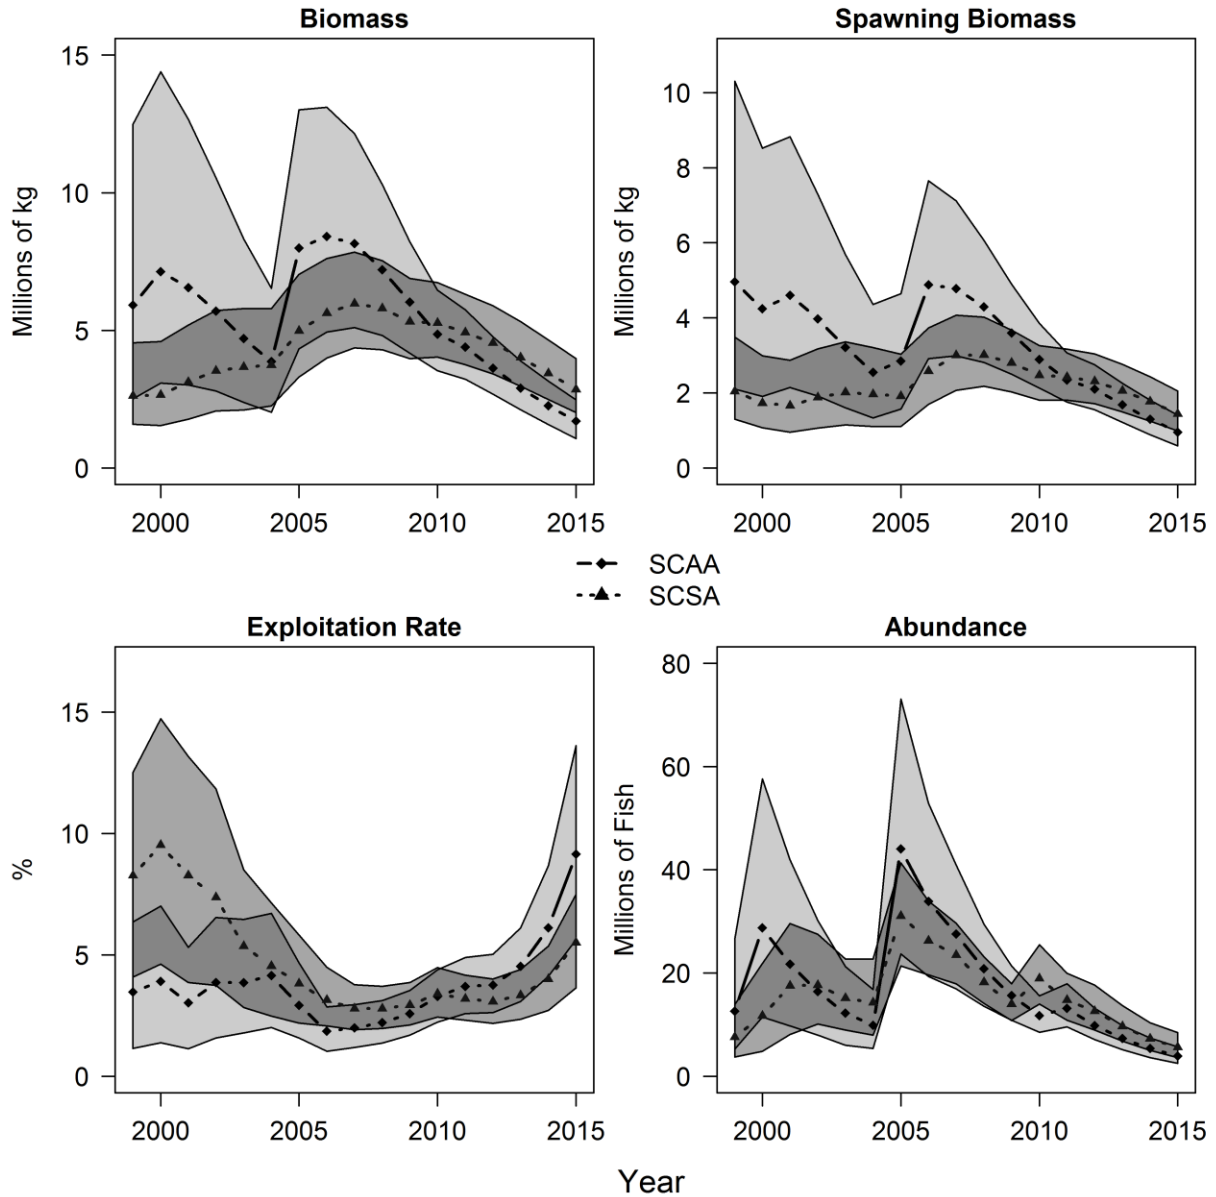 Biomass
Spawning Biomass
Millions of kg
15
10
5
0
2000 2005 2010 2015
Millions of kg
10
8
6
4
2
0
2000 2005 2010 2015
SCAA
SCSA
Exploitation Rate
Abundance
%
15
10
5
0
2000 2005 2010 2015
Millions of Fish
80
60
40
20
0
2000 2005 2010 2015
Year